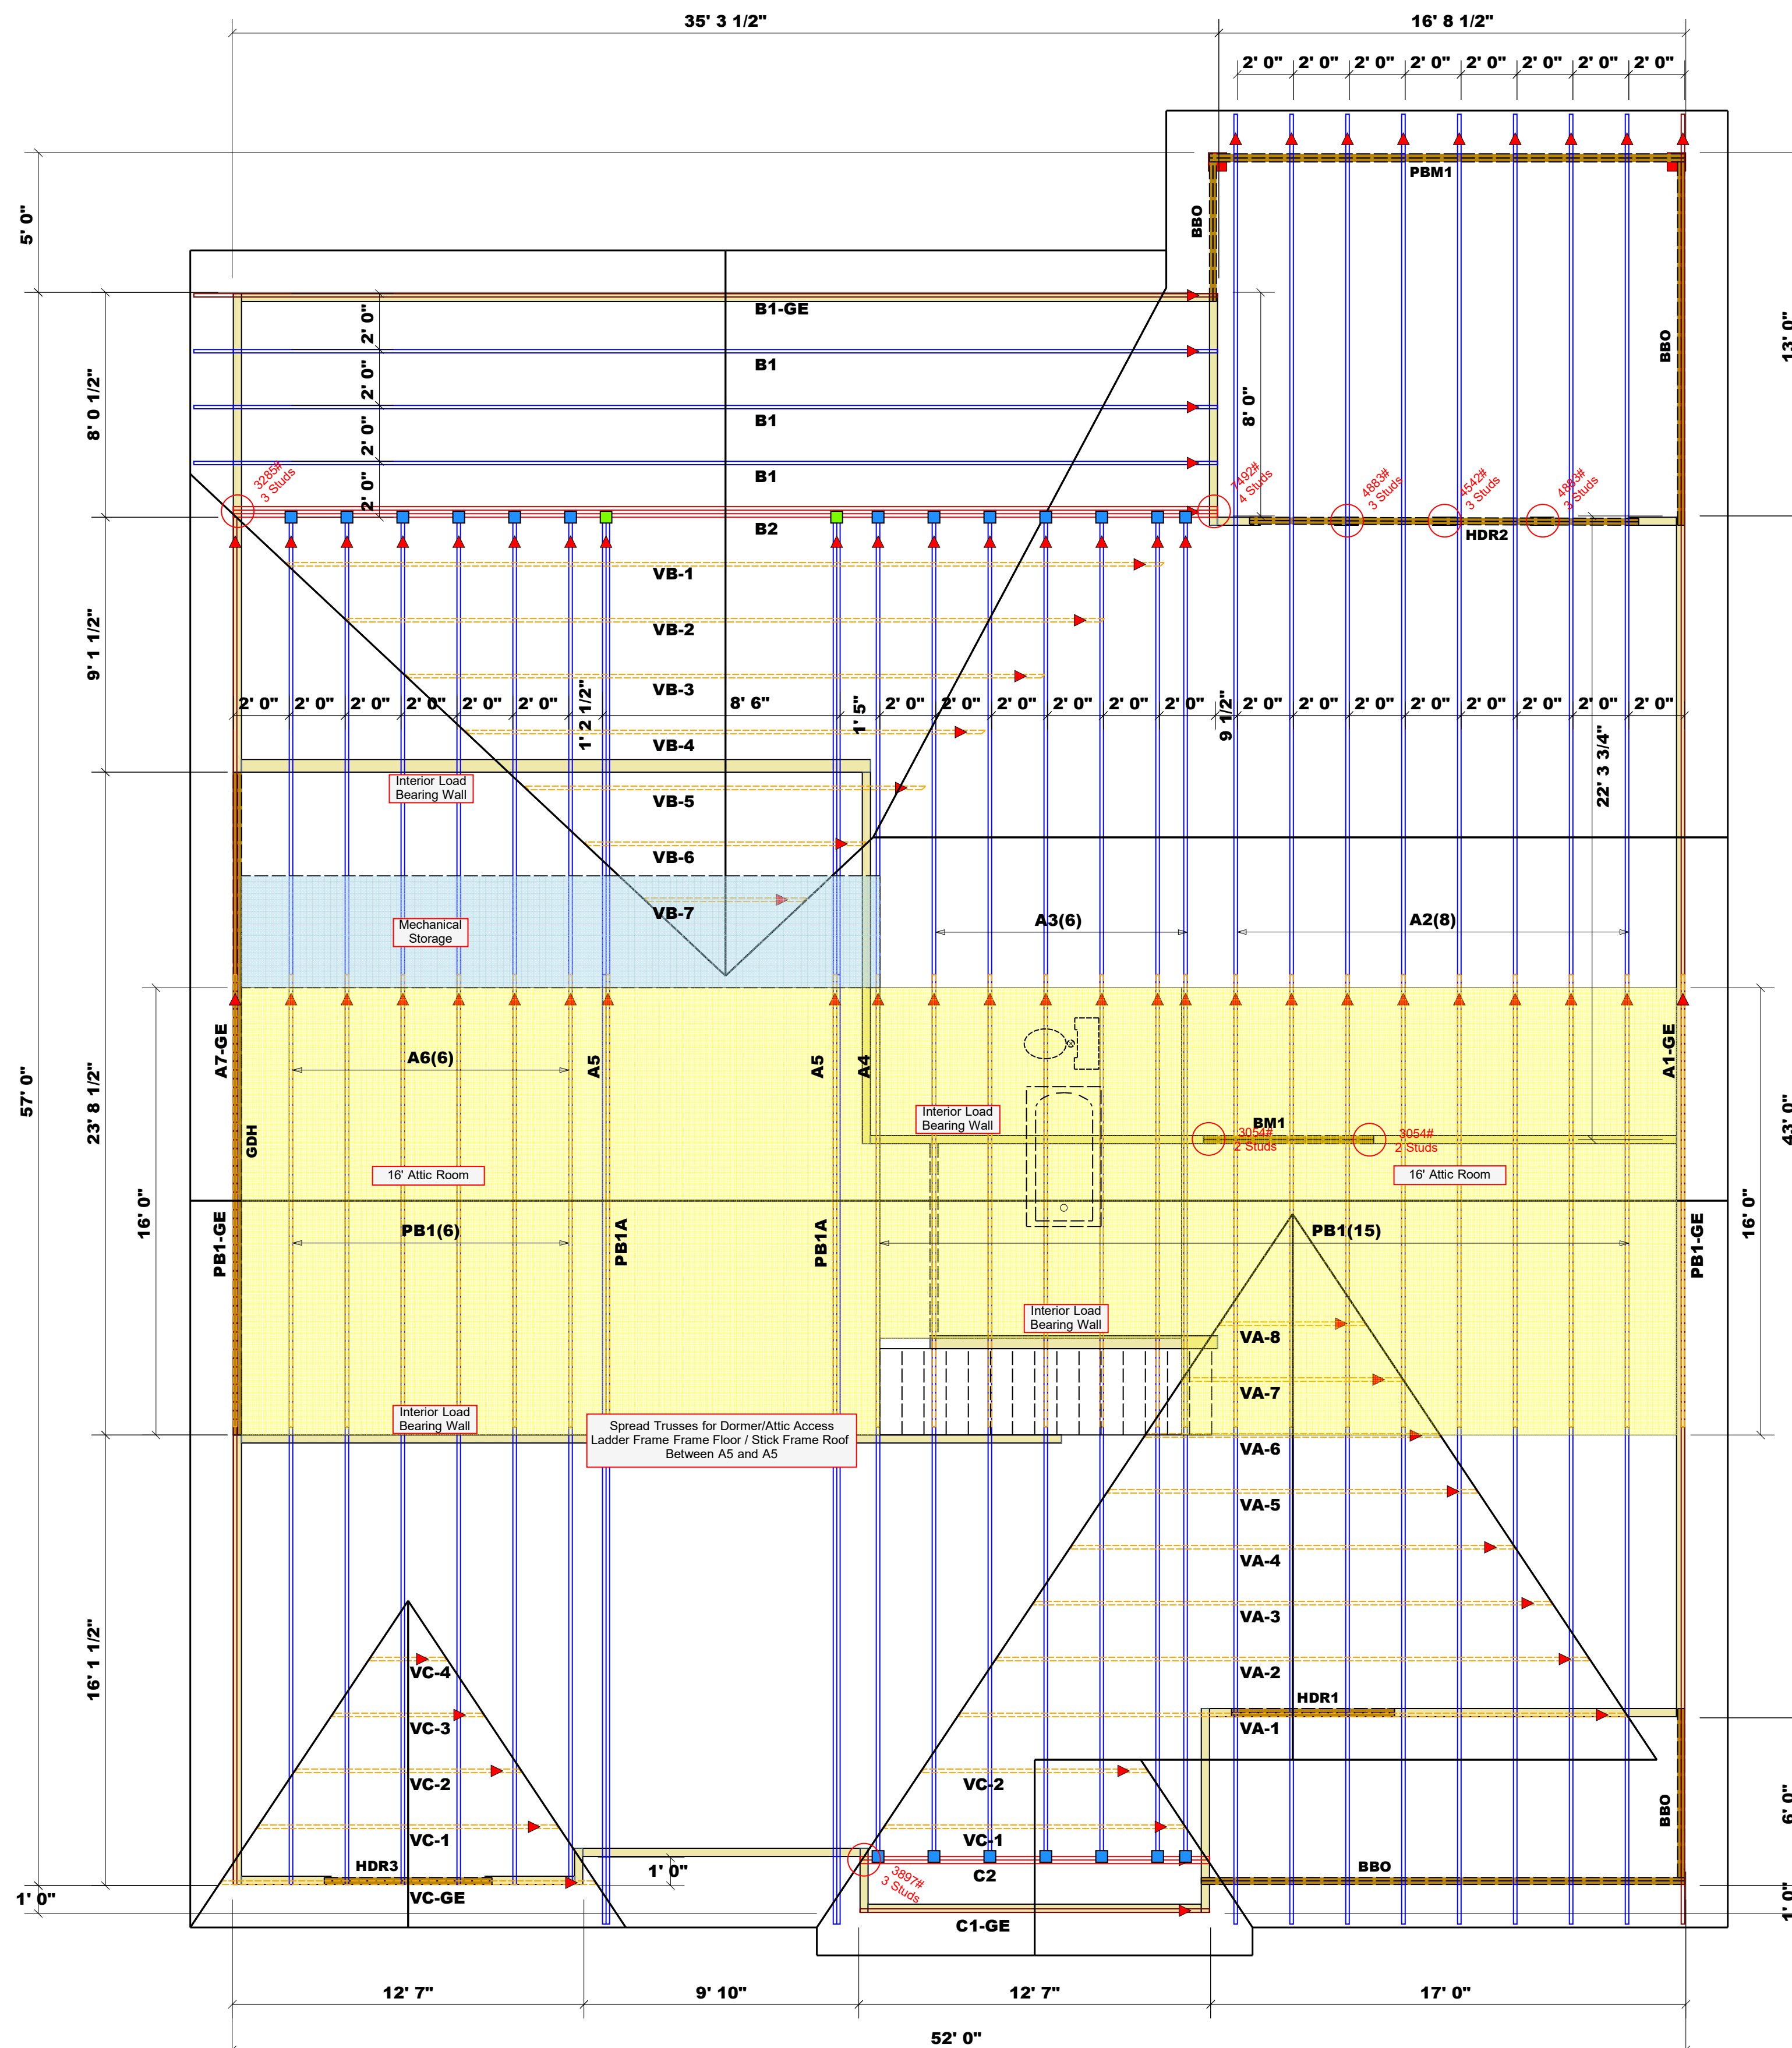 35' 3 1/2"
16' 8 1/2"
2' 0"
2' 0"
2' 0"
2' 0"
2' 0"
2' 0"
2' 0"
2' 0"
PBM1
BBO
5' 0"
B1-GE
2' 0"
13' 0"
BBO
B1
2' 0"
8' 0 1/2"
8' 0"
B1
2' 0"
B1
2' 0"
3285#
3 Studs
7492#
4 Studs
4883#
3 Studs
4542#
3 Studs
4883#
3 Studs
B2
HDR2
VB-1
9' 1 1/2"
VB-2
VB-3
2' 0"
2' 0"
2' 0"
2' 0"
2' 0"
2' 0"
1' 2 1/2"
8' 6"
1' 5"
2' 0"
2' 0"
2' 0"
2' 0"
2' 0"
2' 0"
9 1/2"
2' 0"
2' 0"
2' 0"
2' 0"
2' 0"
2' 0"
2' 0"
2' 0"
VB-4
22' 3 3/4"
Interior Load
Bearing Wall
VB-5
VB-6
VB-7
Mechanical
Storage
A3(6)
A2(8)
A7-GE
A6(6)
A5
A5
A4
A1-GE
57' 0"
23' 8 1/2"
43' 0"
GDH
Interior Load
Bearing Wall
BM1
3054#
2 Studs
3054#
2 Studs
16' Attic Room
16' Attic Room
16' 0"
16' 0"
PB1-GE
PB1(6)
PB1A
PB1A
PB1(15)
PB1-GE
Interior Load
Bearing Wall
VA-8
VA-7
Interior Load
Bearing Wall
Spread Trusses for Dormer/Attic Access
Ladder Frame Frame Floor / Stick Frame Roof
Between A5 and A5
VA-6
VA-5
VA-4
VA-3
16' 1 1/2"
VC-4
VA-2
HDR1
VC-3
VA-1
VC-2
VC-2
BBO
6' 0"
VC-1
VC-1
HDR3
1' 0"
3897#
3 Studs
C2
BBO
1' 0"
VC-GE
1' 0"
C1-GE
12' 7"
9' 10"
12' 7"
17' 0"
52' 0"